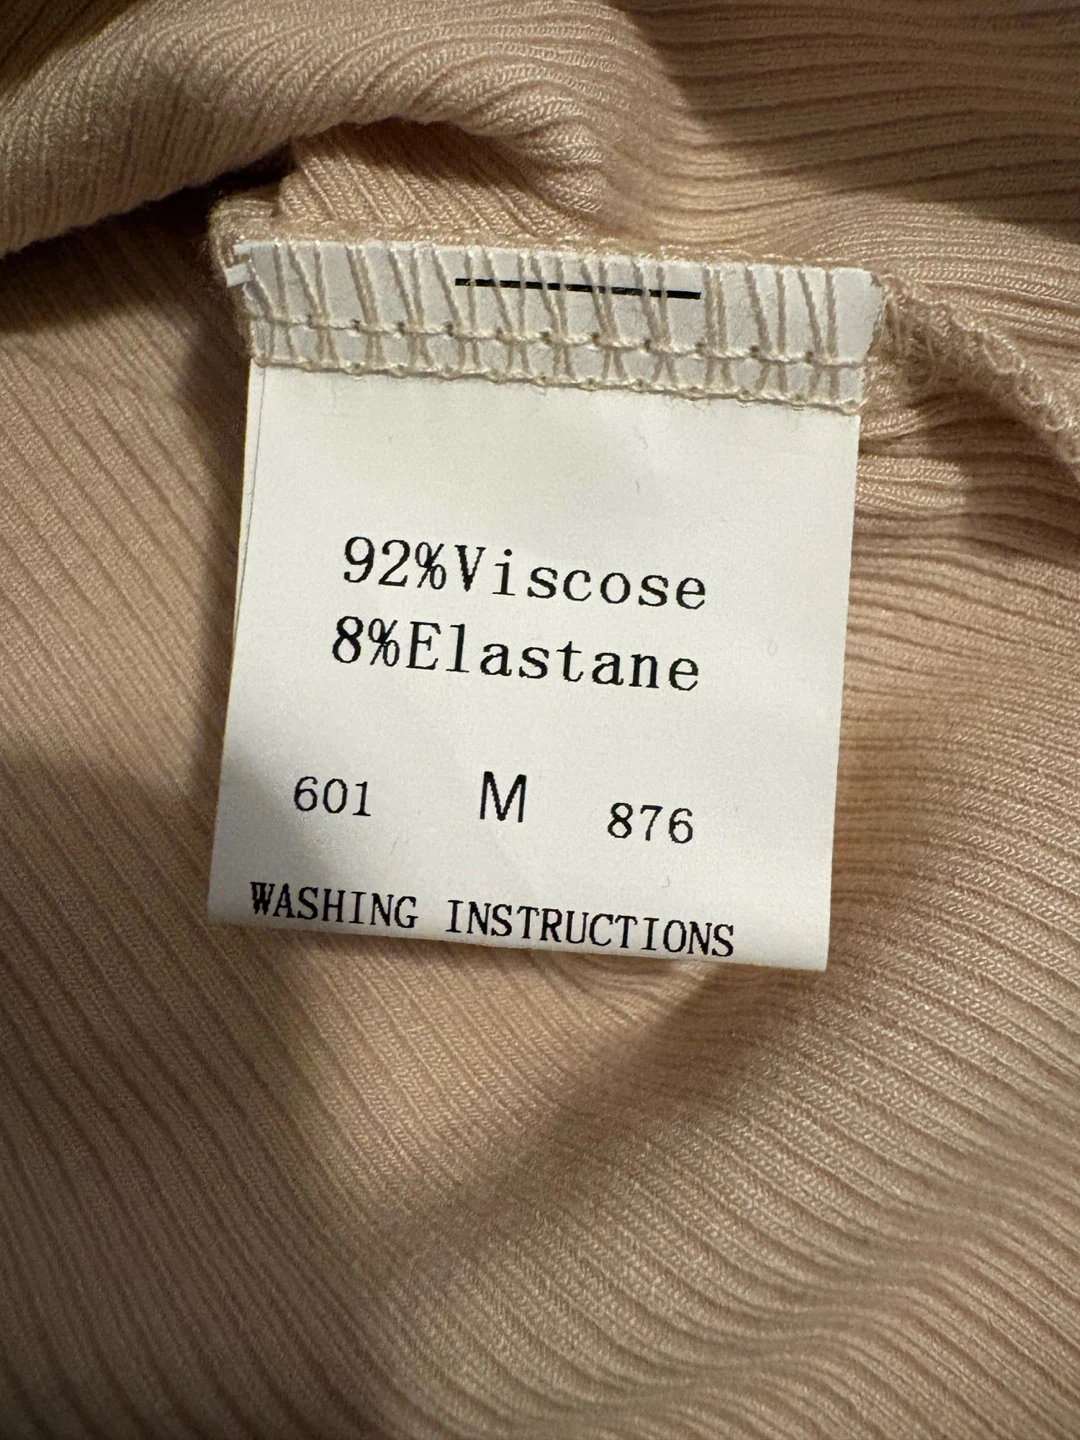 92%Viscose
8%Elastane
601 M 876
WASHING INSTRUCTIONS